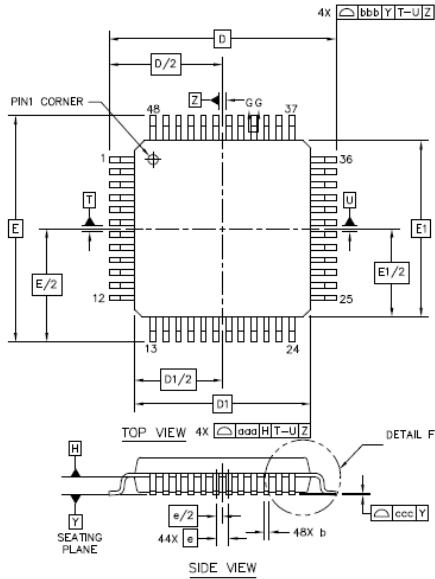 4X ⌓ bbb Y T-U Z
D
D/2
Z
GG
PIN1 CORNER
48
37
1
36
T
U
E
E1
E/2
E1/2
12
25
13
24
D1/2
D1
TOP VIEW 4X ⌓ aaa H T-U Z
DETAIL F
H
Y
SEATING
PLANE
e/2
44X e
48X b
⌓ ccc Y
SIDE VIEW